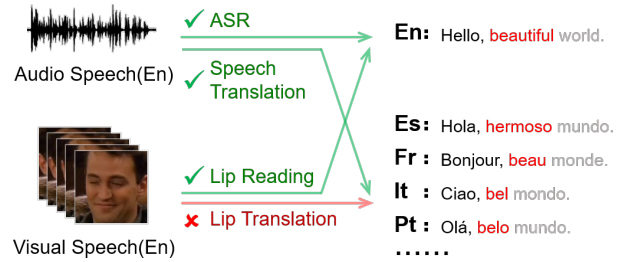 ASR
Audio Speech(En)
Speech
Translation
En: Hello, beautiful world.
Es: Hola, hermoso mundo.
Fr: Bonjour, beau monde.
It: Ciao, bel mondo.
Pt: Olá, belo mundo.
......
Lip Reading
Lip Translation
Visual Speech(En)